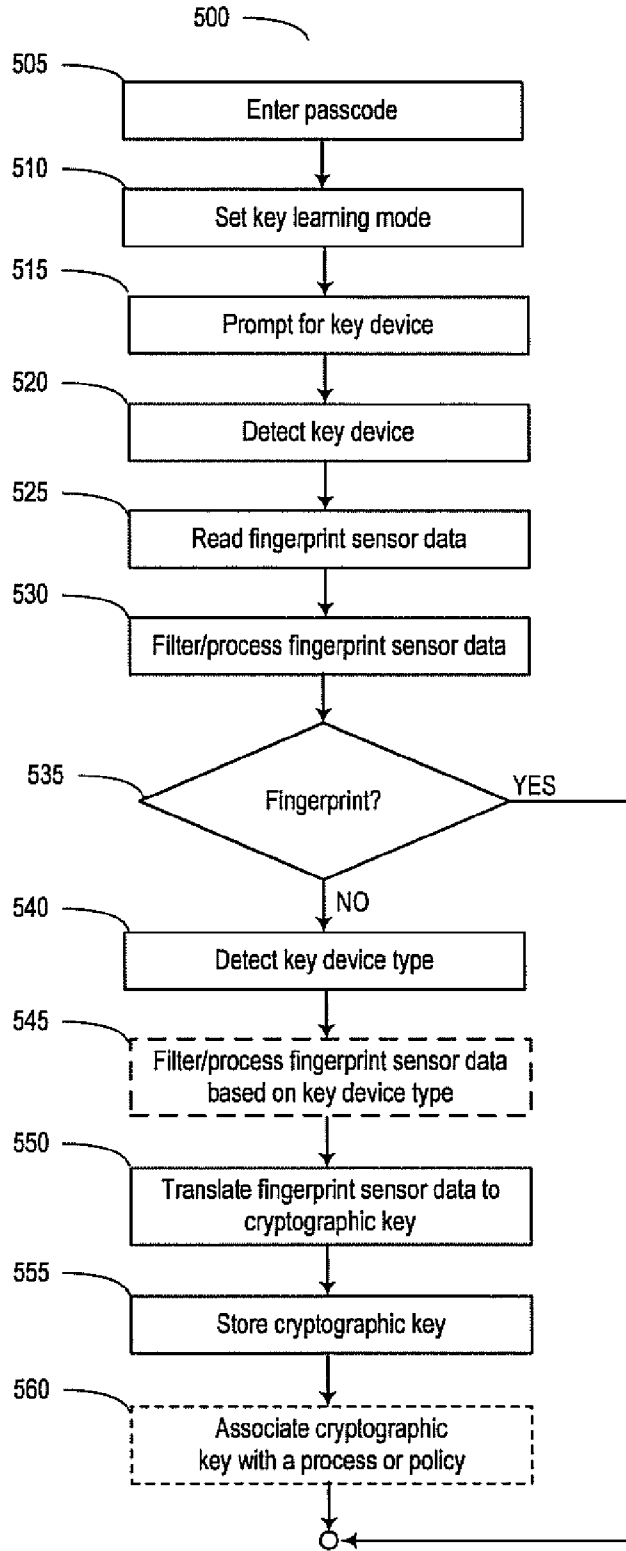 500
505
Enter passcode
510
Set key learning mode
515
Prompt for key device
520
Detect key device
525
Read fingerprint sensor data
530
Filter/process fingerprint sensor data
535
Fingerprint?
YES
NO
540
Detect key device type
545
Filter/process fingerprint sensor data
based on key device type
550
Translate fingerprint sensor data to
cryptographic key
555
Store cryptographic key
560
Associate cryptographic
key with a process or policy